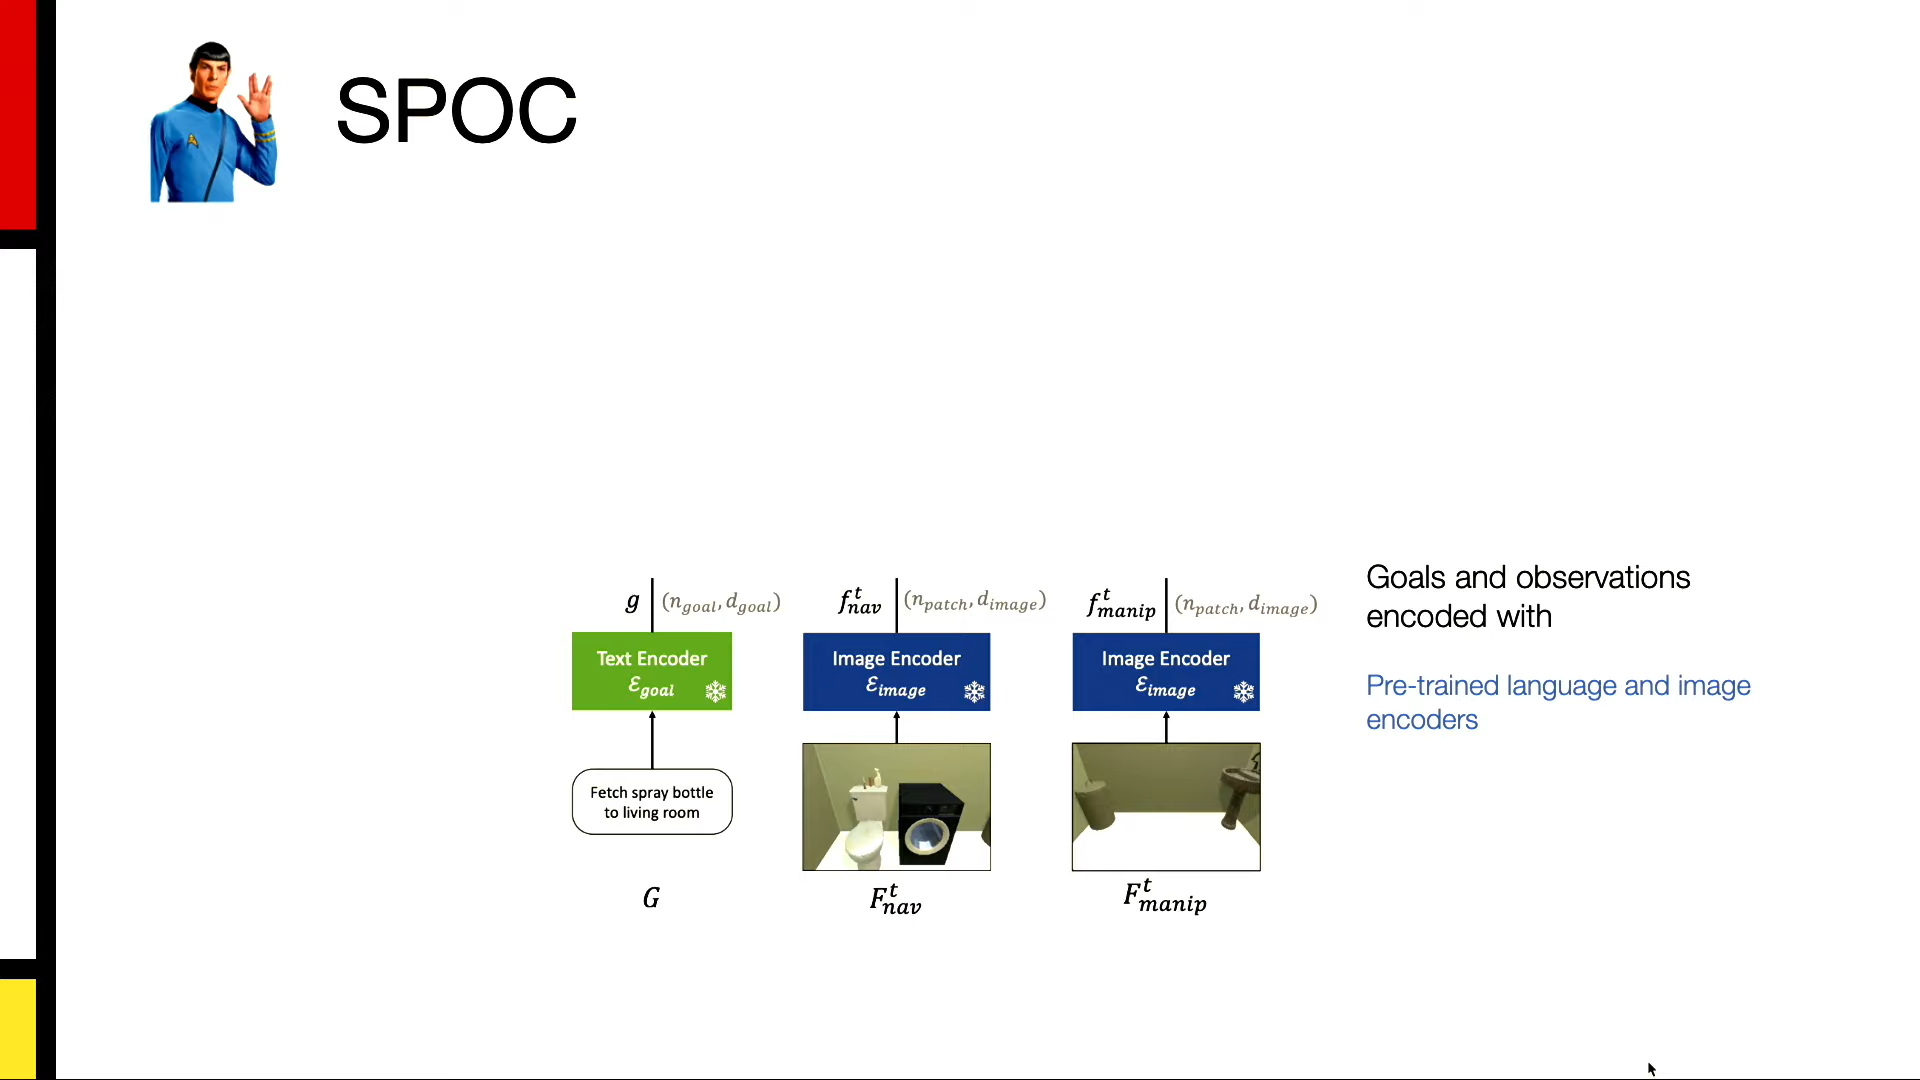 SPOC
g (n_goal, d_goal) f^t_nav (n_patch, d_image) f^t_manip (n_patch, d_image)
Text Encoder
ℰ_goal
Image Encoder
ℰ_image
Image Encoder
ℰ_image
Fetch spray bottle
to living room
G
F^t_nav
F^t_manip
Goals and observations
encoded with
Pre-trained language and image
encoders